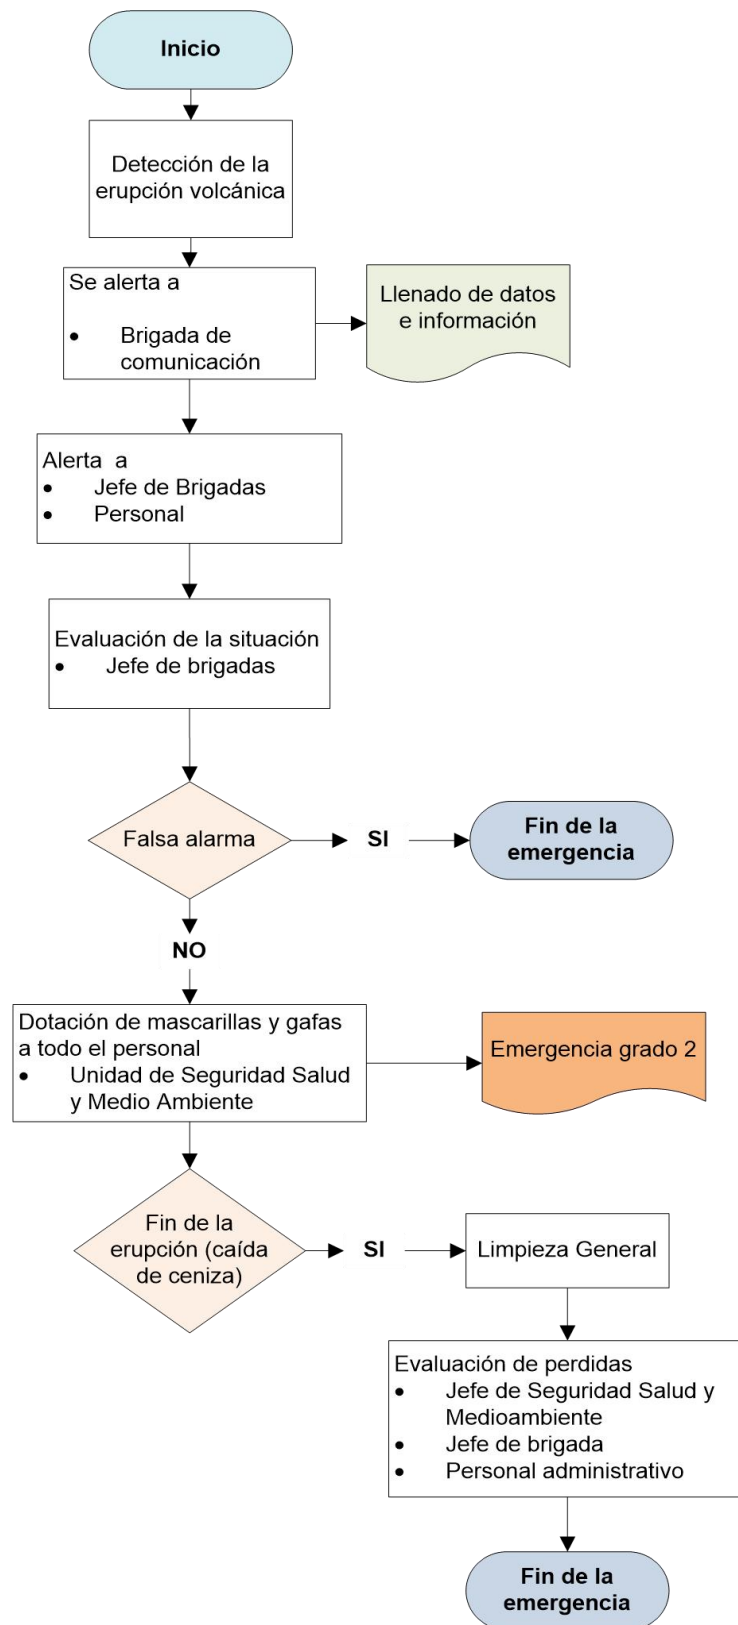 Inicio
Detección de la
erupción volcánica
Se alerta a
• Brigada de
comunicación
Llenado de datos
e información
Alerta a
• Jefe de Brigadas
• Personal
Evaluación de la situación
• Jefe de brigadas
Falsa alarma
SI
Fin de la
emergencia
NO
Dotación de mascarillas y gafas
a todo el personal
• Unidad de Seguridad Salud
y Medio Ambiente
Emergencia grado 2
Fin de la
erupción (caída
de ceniza)
SI
Limpieza General
Evaluación de perdidas
• Jefe de Seguridad Salud y
Medioambiente
• Jefe de brigada
• Personal administrativo
Fin de la
emergencia